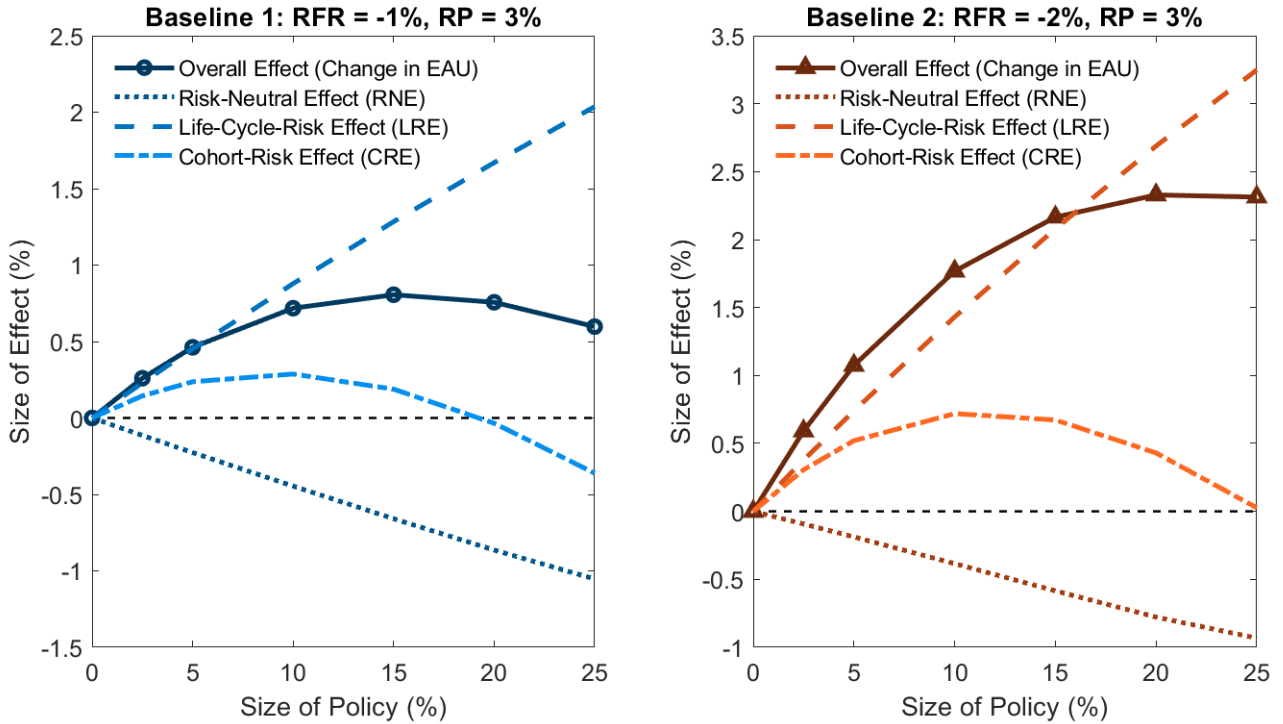 Baseline 1: RFR = -1%, RP = 3%
2.5
2
1.5
1
0.5
0
-0.5
-1
-1.5
Size of Effect (%)
Overall Effect (Change in EAU)
Risk-Neutral Effect (RNE)
Life-Cycle-Risk Effect (LRE)
Cohort-Risk Effect (CRE)
0 5 10 15 20 25
Size of Policy (%)
Baseline 2: RFR = -2%, RP = 3%
3.5
3
2.5
2
1.5
1
0.5
0
-0.5
-1
Size of Effect (%)
Overall Effect (Change in EAU)
Risk-Neutral Effect (RNE)
Life-Cycle-Risk Effect (LRE)
Cohort-Risk Effect (CRE)
0 5 10 15 20 25
Size of Policy (%)